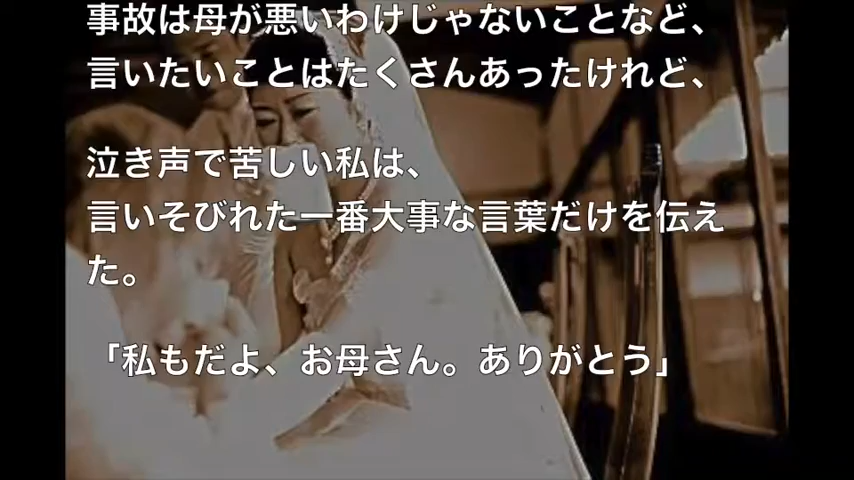 事故は母が悪いわけじゃないことなど、
言いたいことはたくさんあったけれど、
泣き声で苦しい私は、
言いそびれた一番大事な言葉だけを伝え
た。
「私もだよ、お母さん。ありがとう」